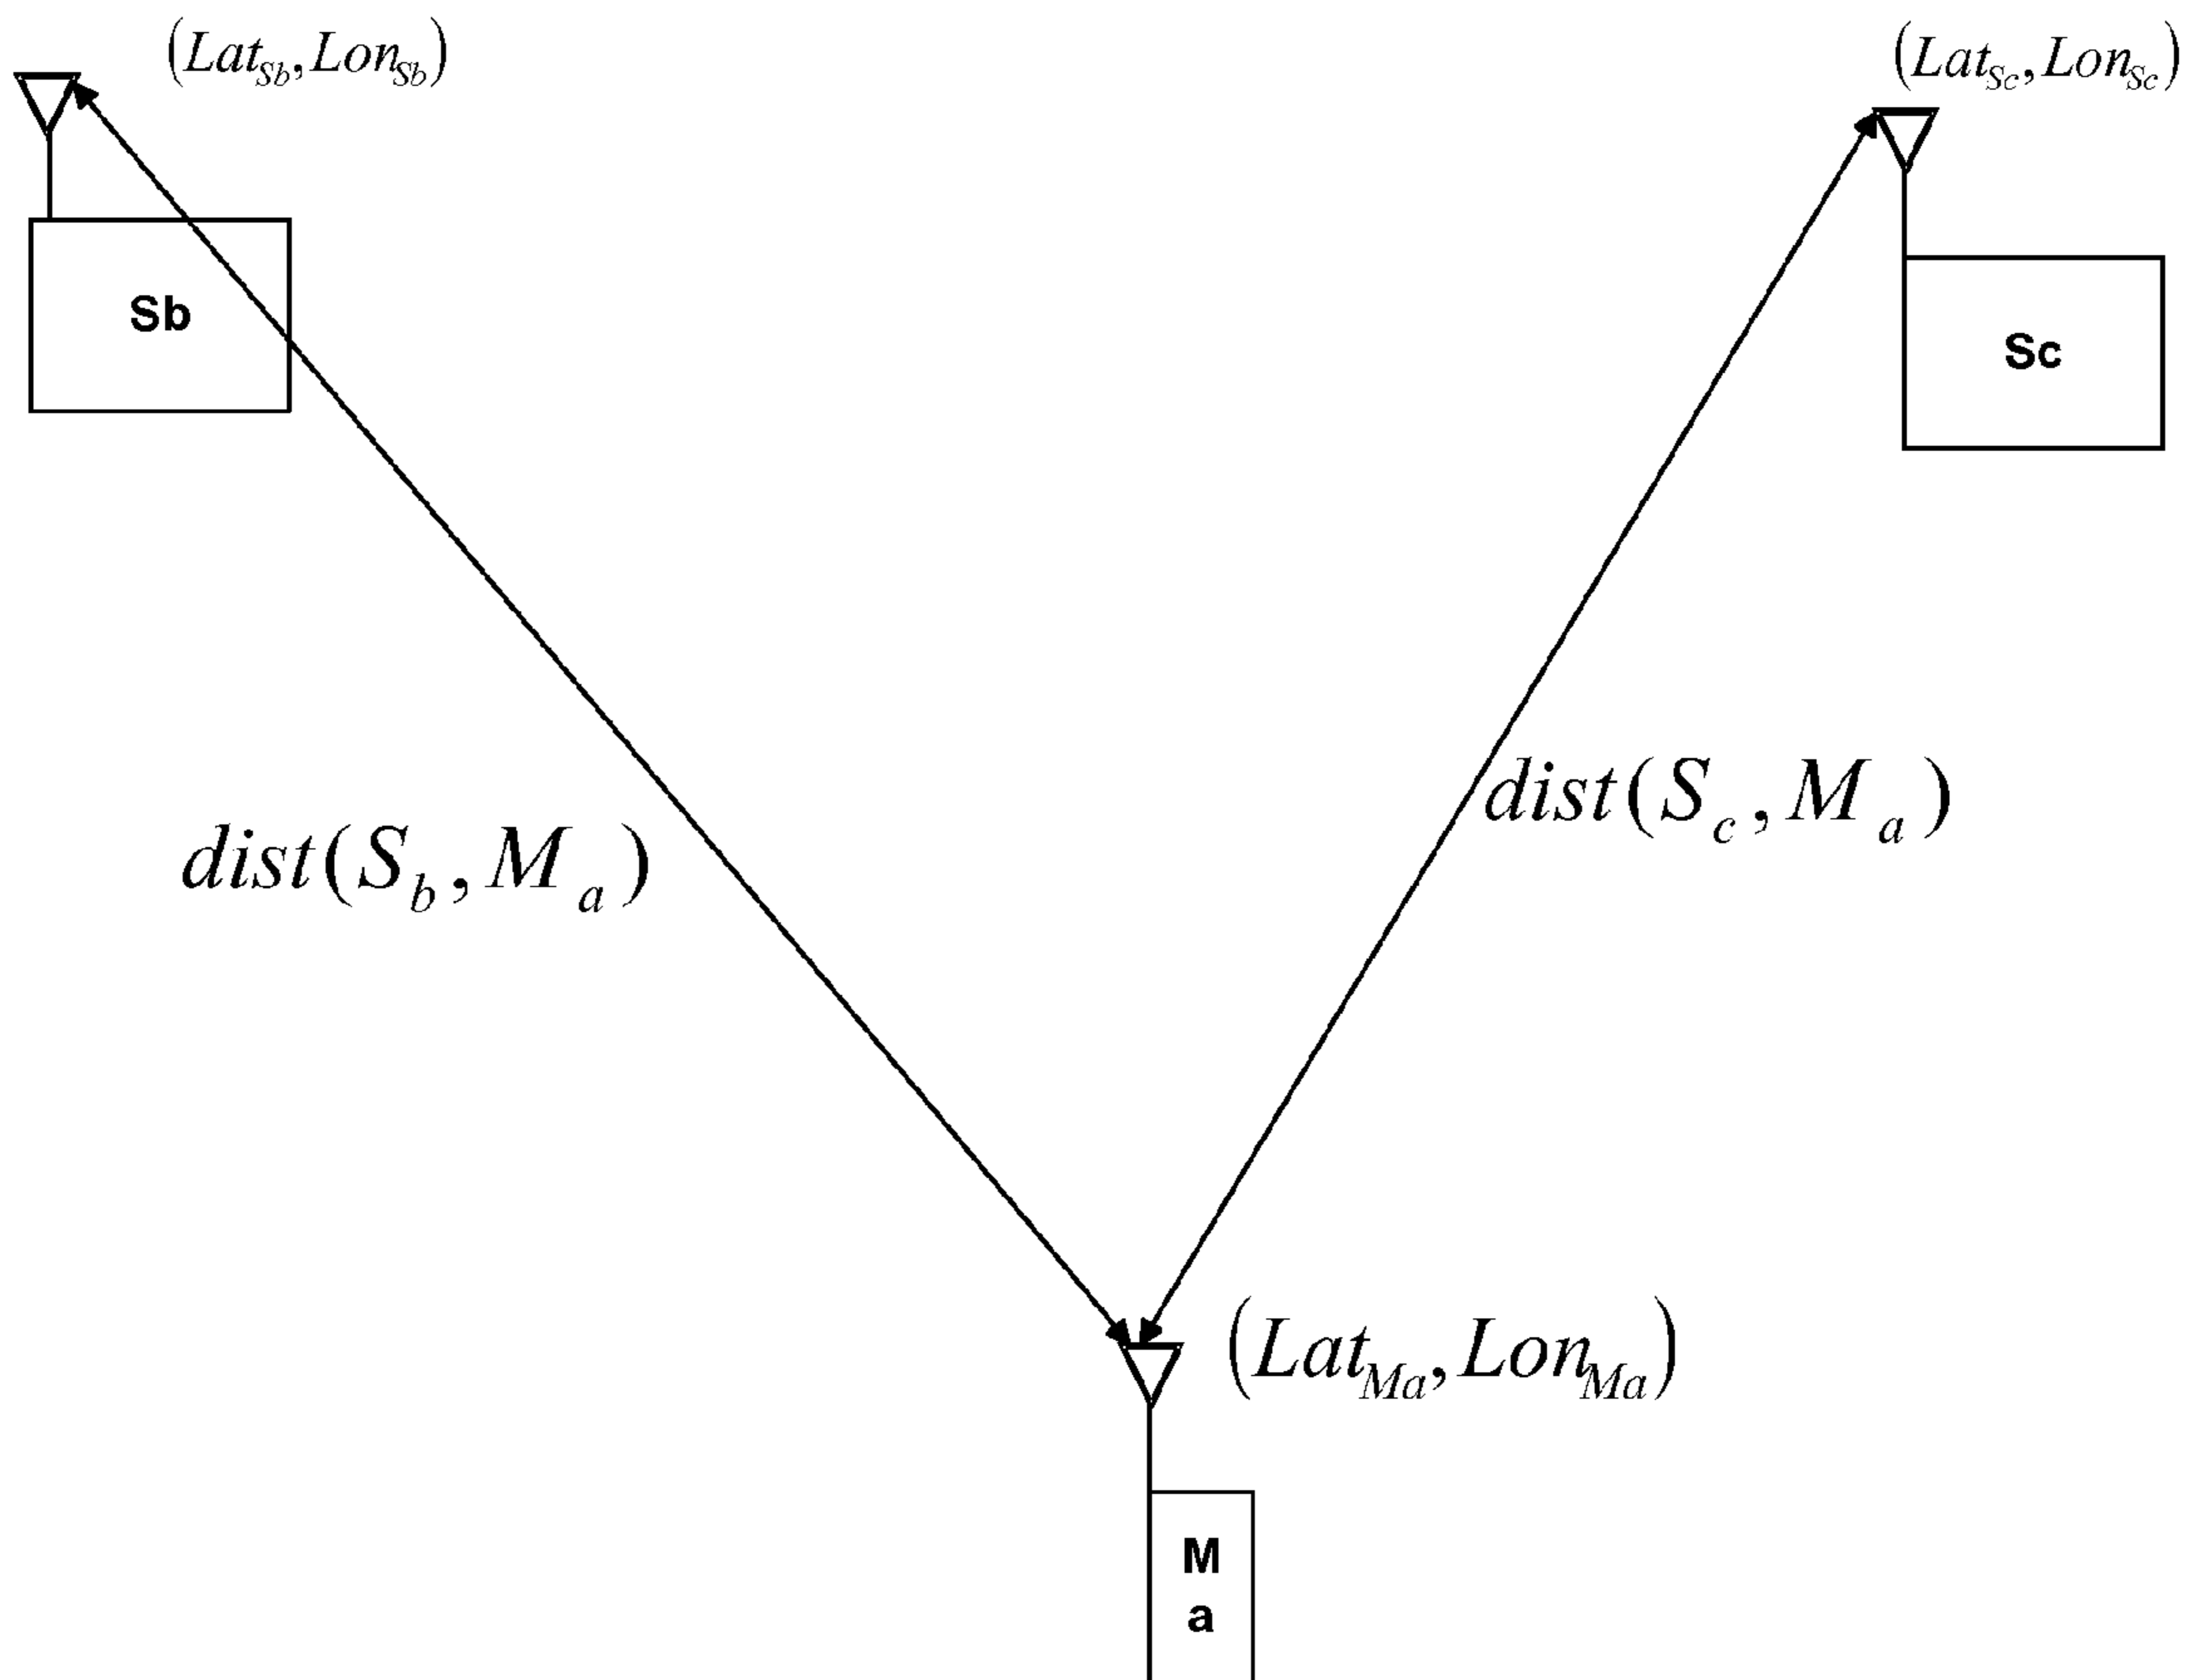 (Lat_Sb, Lon_Sb)
(Lat_Sc, Lon_Sc)
Sb
Sc
dist(S_c, M_a)
dist(S_b, M_a)
(Lat_Ma, Lon_Ma)
M
a